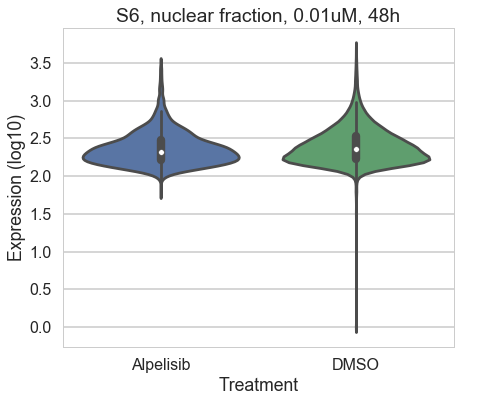 S6, nuclear fraction, 0.01uM, 48h
Expression (log10)
3.5
3.0
2.5
2.0
1.5
1.0
0.5
0.0
Alpelisib DMSO
Treatment